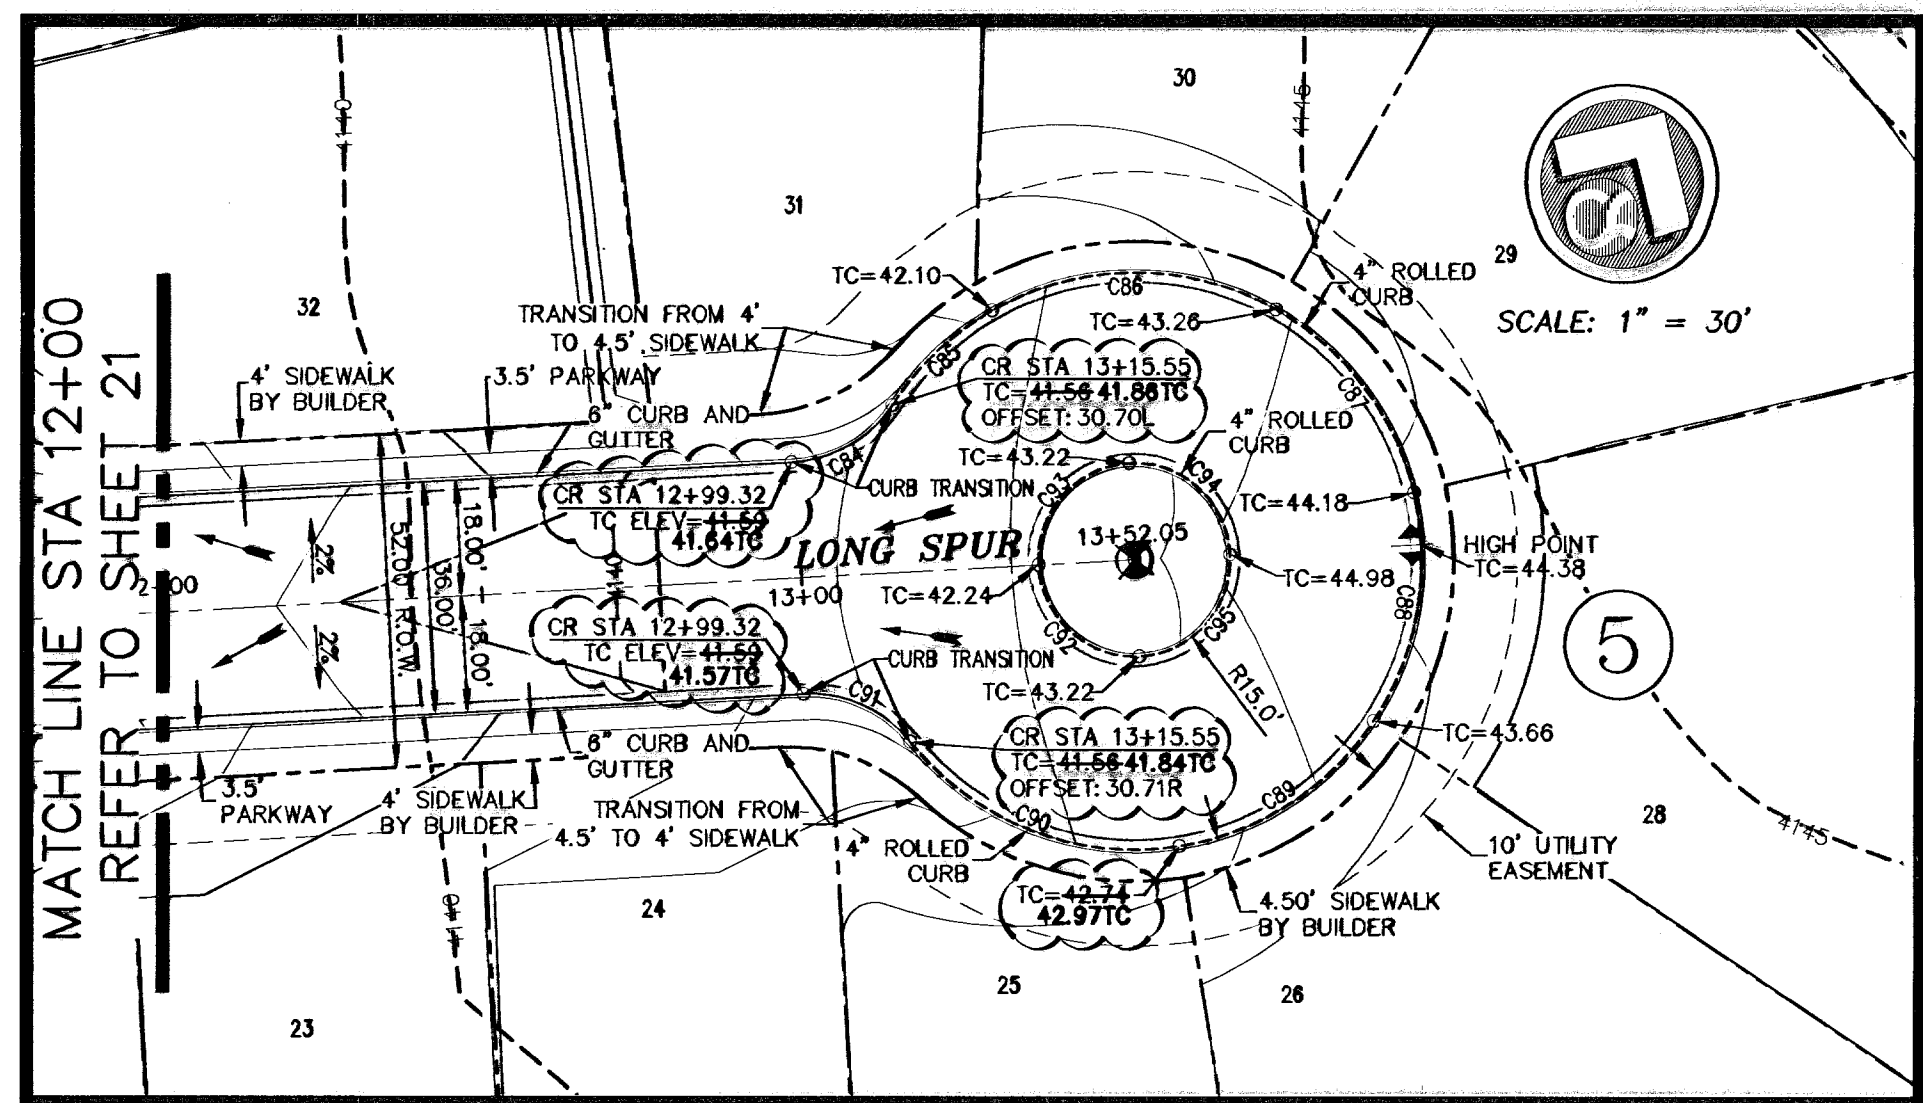 30
4145
31
29
SCALE: 1" = 30'
32
4140
TC=42.10
C86
4" ROLLED
CURB
TRANSITION FROM 4'
TO 4.5' SIDEWALK
TC=43.26
C85
C87
4' SIDEWALK
BY BUILDER
3.5' PARKWAY
6" CURB AND
GUTTER
CR STA 13+15.55
TC=41.56 41.86TC
OFFSET: 30.70L
4" ROLLED
CURB
TC=43.22
C84
C93
C94
CURB TRANSITION
CR STA 12+99.32
TC ELEV=41.59
41.64TC
TC=44.18
MATCH LINE STA 12+00
REFER TO SHEET 21
LONG SPUR
13+52.05
HIGH POINT
TC=44.38
TC=44.98
18.00'
52.00' R.O.W.
36.00'
2%
13+00
TC=42.24
4140
C88
5
CR STA 12+99.32
TC ELEV=41.59
41.57TC
18.00'
2%
C92
C95
CURB TRANSITION
TC=43.22
R15.0'
C91
CR STA 13+15.55
TC=41.56 41.84TC
OFFSET: 30.71R
TC=43.66
6" CURB AND
GUTTER
3.5'
PARKWAY
4' SIDEWALK
BY BUILDER
TRANSITION FROM
4.5' TO 4' SIDEWALK
C90
C89
4" ROLLED
CURB
28
4145
10' UTILITY
EASEMENT
TC=42.74
42.97TC
4.50' SIDEWALK
BY BUILDER
24
4140
25
26
23